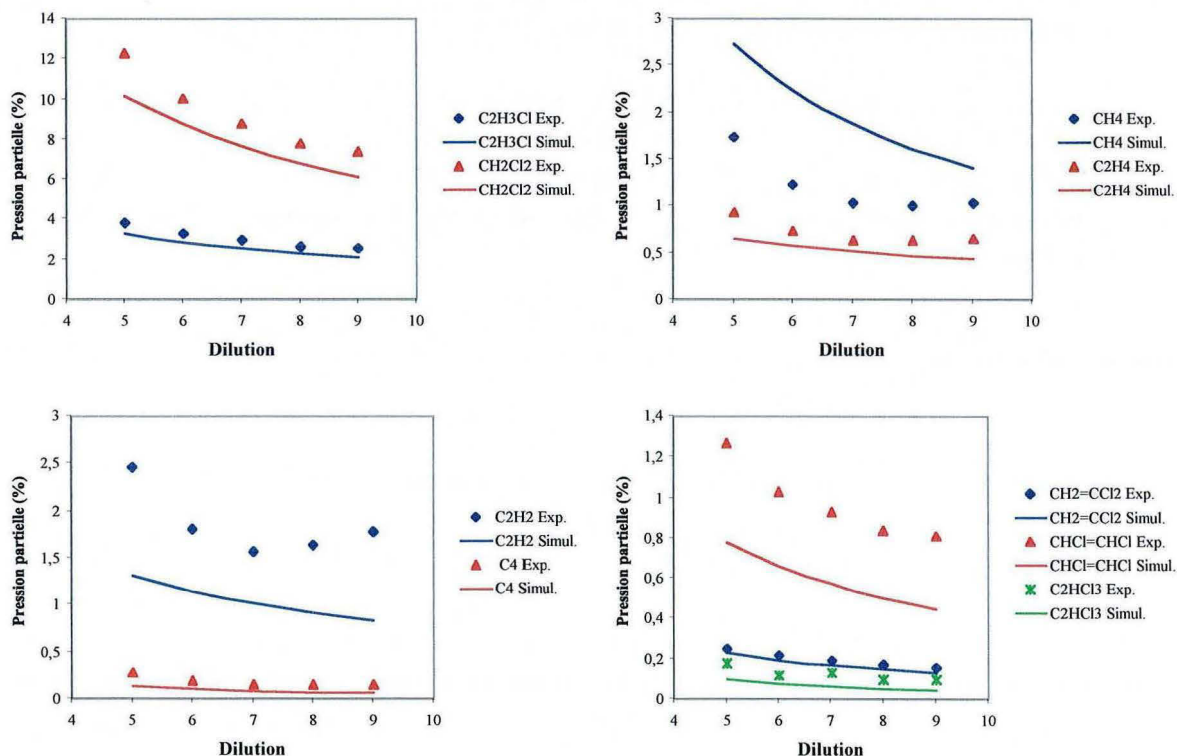 14
12
10
8
6
4
2
0
4 5 6 7 8 9 10
Pression partielle (%)
Dilution
C2H3Cl Exp.
C2H3Cl Simul.
CH2Cl2 Exp.
CH2Cl2 Simul.
3
2,5
2
1,5
1
0,5
0
4 5 6 7 8 9 10
Pression partielle (%)
Dilution
CH4 Exp.
CH4 Simul.
C2H4 Exp.
C2H4 Simul.
3
2,5
2
1,5
1
0,5
0
4 5 6 7 8 9 10
Pression partielle (%)
Dilution
C2H2 Exp.
C2H2 Simul.
C4 Exp.
C4 Simul.
1,4
1,2
1
0,8
0,6
0,4
0,2
0
4 5 6 7 8 9 10
Pression partielle (%)
Dilution
CH2=CCl2 Exp.
CH2=CCl2 Simul.
CHCl=CHCl Exp.
CHCl=CHCl Simul.
C2HCl3 Exp.
C2HCl3 Simul.